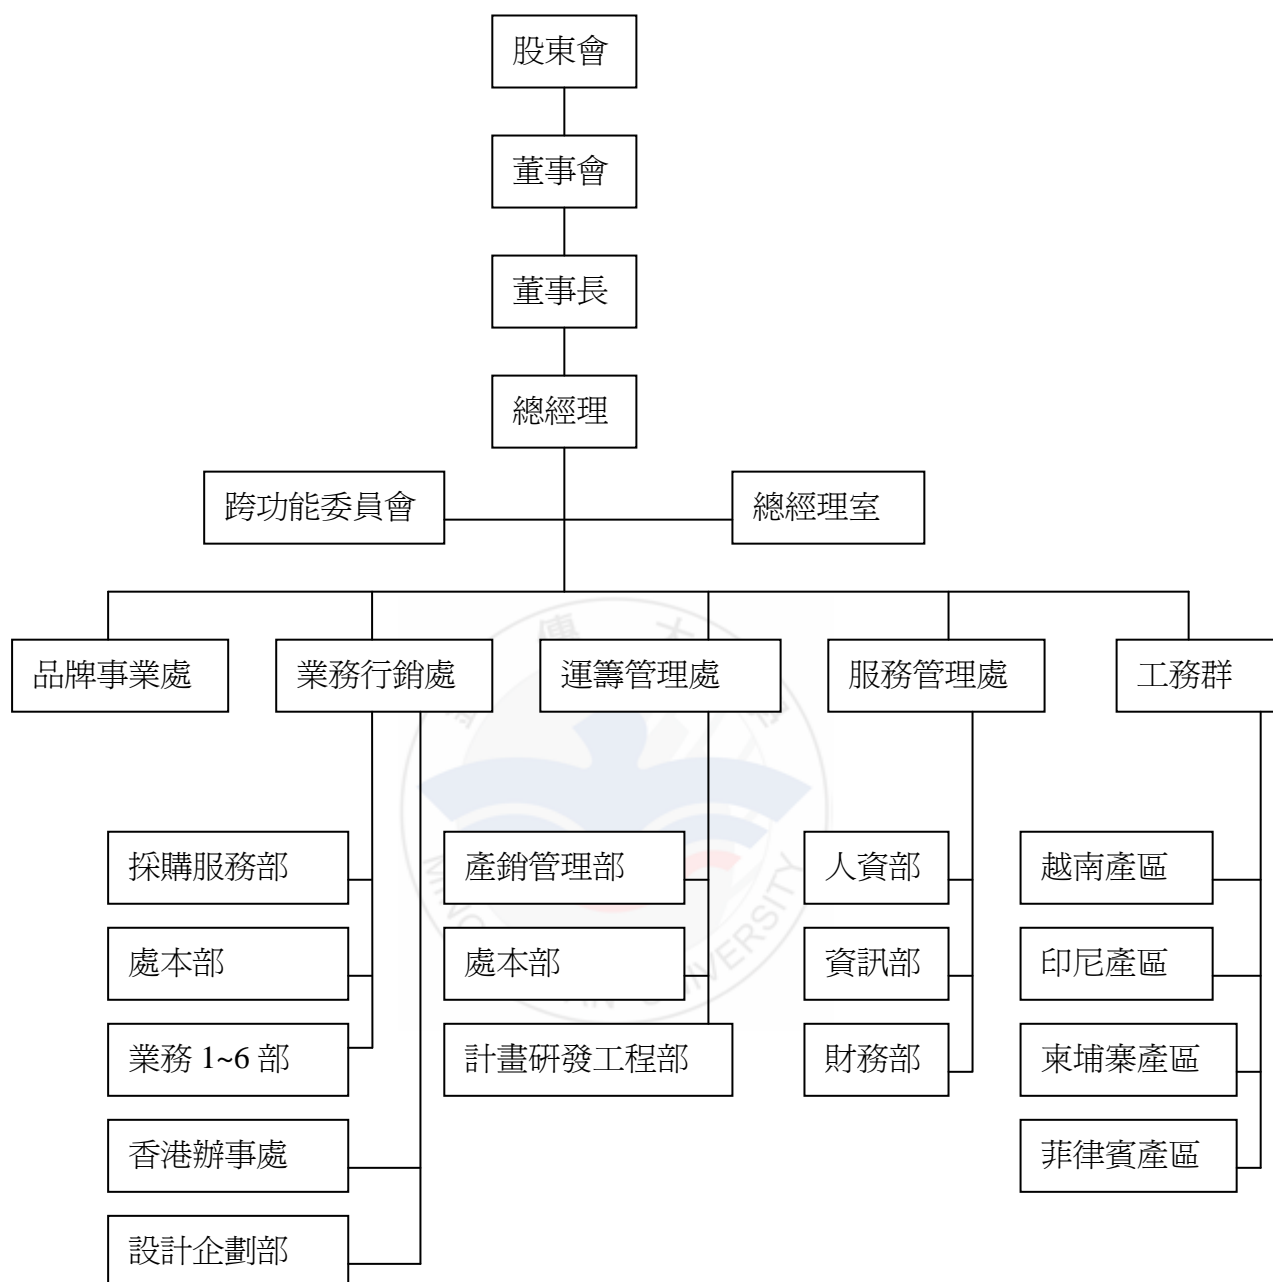 股東會
董事會
董事長
總經理
跨功能委員會
總經理室
品牌事業處
業務行銷處
運籌管理處
服務管理處
工務群
採購服務部
產銷管理部
人資部
越南產區
處本部
處本部
資訊部
印尼產區
業務 1~6 部
計畫研發工程部
財務部
柬埔寨產區
香港辦事處
菲律賓產區
設計企劃部